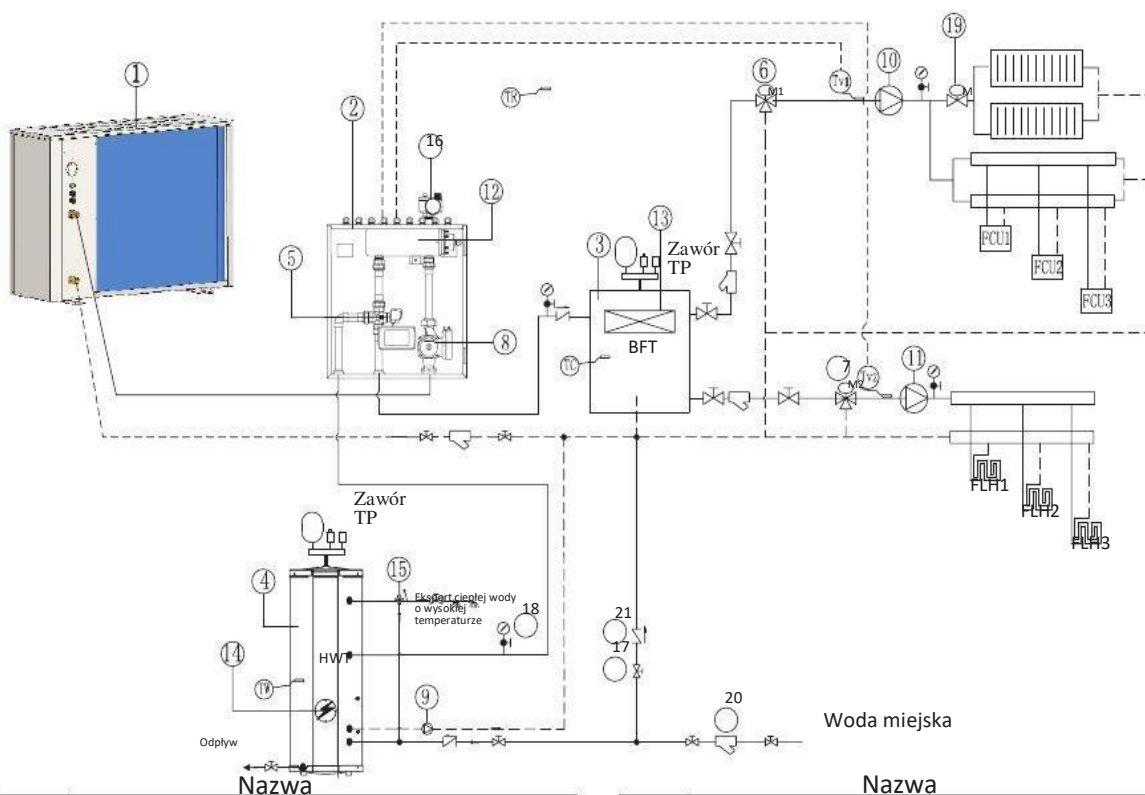 1
2
16
12
5
8
TR
3
13
Zawór
TP
BFT
TC
6
M1
Tv1
10
19
M
FCU1
FCU2
FCU3
7
M2
Tv2
11
FLH1
FLH2
FLH3
Zawór
TP
4
15
Eksport ciepłej wody
o wysokiej
temperaturze
18
HWT
14
TW
9
21
17
20
Woda miejska
Odpływ
Nazwa
Nazwa